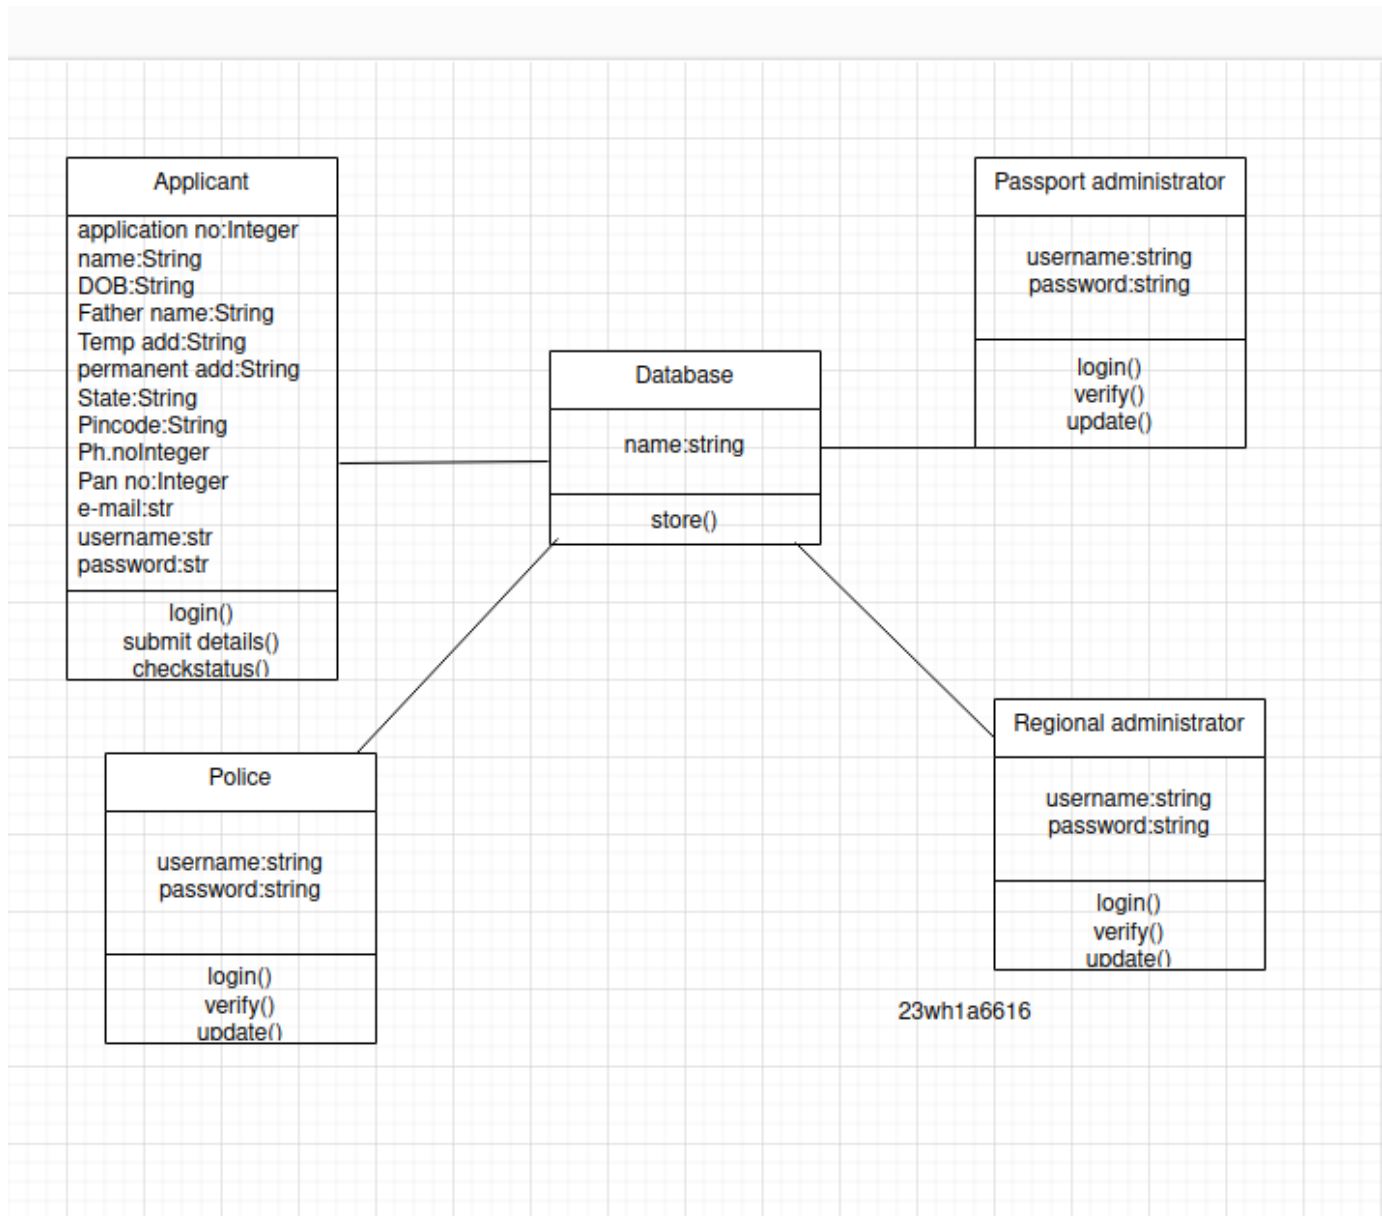 Applicant
application no:Integer
name:String
DOB:String
Father name:String
Temp add:String
permanent add:String
State:String
Pincode:String
Ph.noInteger
Pan no:Integer
e-mail:str
username:str
password:str
login()
submit details()
checkstatus()
Passport administrator
username:string
password:string
login()
verify()
update()
Database
name:string
store()
Police
username:string
password:string
login()
verify()
update()
Regional administrator
username:string
password:string
login()
verify()
update()
23wh1a6616